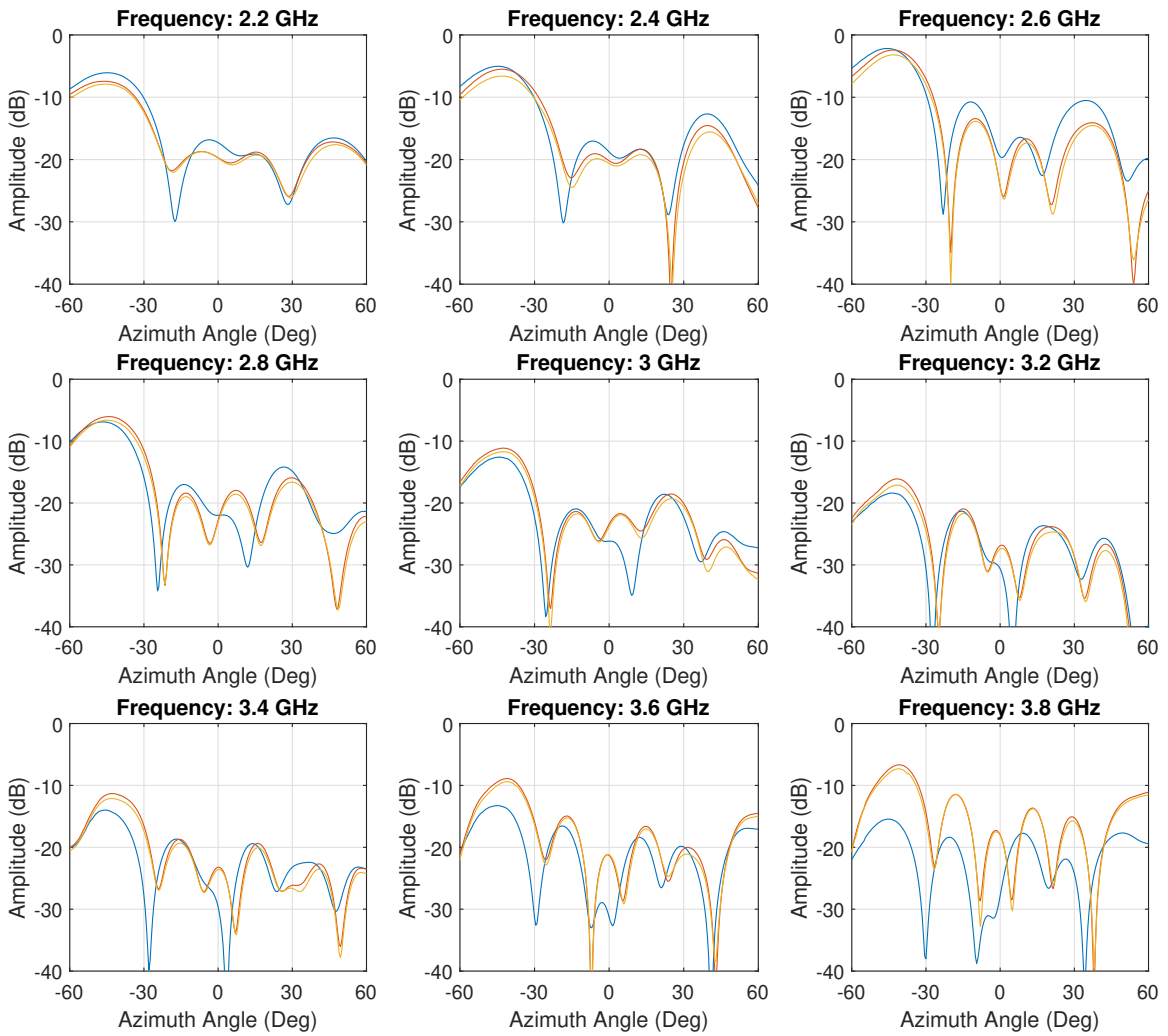 Frequency: 2.2 GHz
Frequency: 2.4 GHz
Frequency: 2.6 GHz
0
-10
-20
-30
-40
Amplitude (dB)
-60 -30 0 30 60
Azimuth Angle (Deg)
0
-10
-20
-30
-40
Amplitude (dB)
-60 -30 0 30 60
Azimuth Angle (Deg)
0
-10
-20
-30
-40
Amplitude (dB)
-60 -30 0 30 60
Azimuth Angle (Deg)
Frequency: 2.8 GHz
Frequency: 3 GHz
Frequency: 3.2 GHz
0
-10
-20
-30
-40
Amplitude (dB)
-60 -30 0 30 60
Azimuth Angle (Deg)
0
-10
-20
-30
-40
Amplitude (dB)
-60 -30 0 30 60
Azimuth Angle (Deg)
0
-10
-20
-30
-40
Amplitude (dB)
-60 -30 0 30 60
Azimuth Angle (Deg)
Frequency: 3.4 GHz
Frequency: 3.6 GHz
Frequency: 3.8 GHz
0
-10
-20
-30
-40
Amplitude (dB)
-60 -30 0 30 60
Azimuth Angle (Deg)
0
-10
-20
-30
-40
Amplitude (dB)
-60 -30 0 30 60
Azimuth Angle (Deg)
0
-10
-20
-30
-40
Amplitude (dB)
-60 -30 0 30 60
Azimuth Angle (Deg)